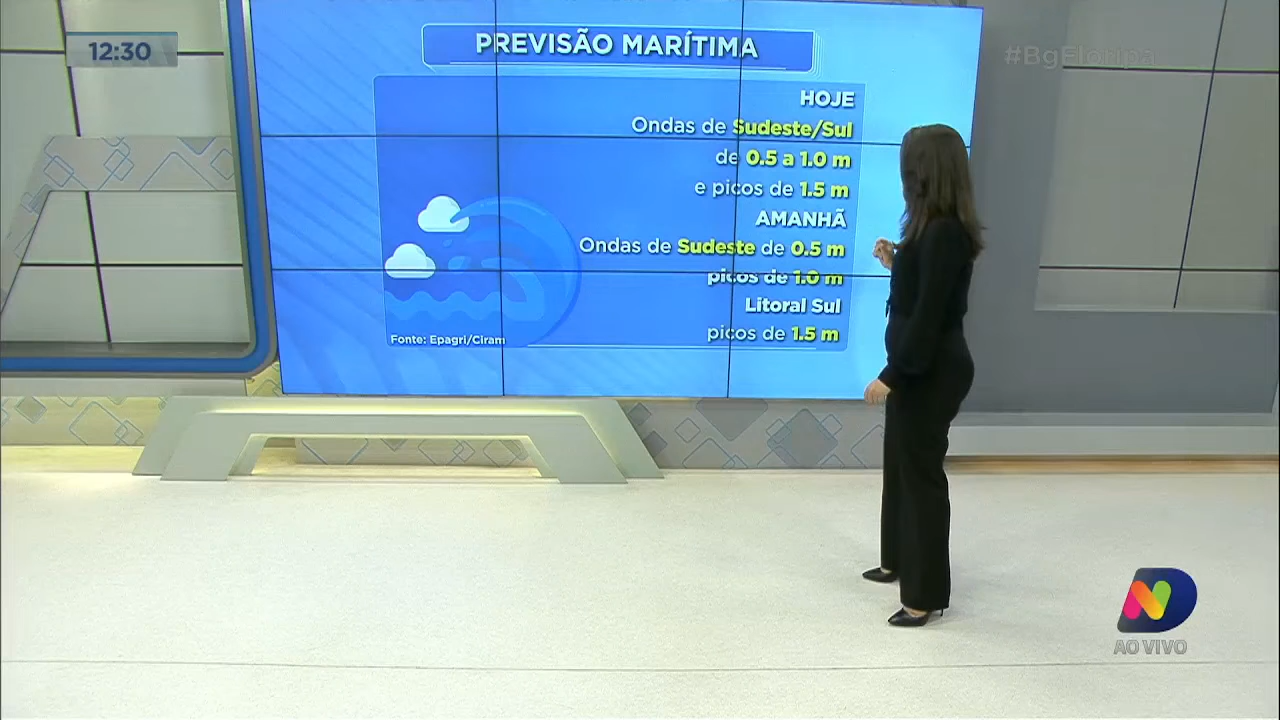 12:30
#BgFloripa
PREVISÃO MARÍTIMA
HOJE
Ondas de Sudeste/Sul
de 0.5 a 1.0 m
e picos de 1.5 m
AMANHÃ
Ondas de Sudeste de 0.5 m
picos de 1.0 m
Litoral Sul
picos de 1.5 m
Fonte: Epagri/Ciram
AO VIVO